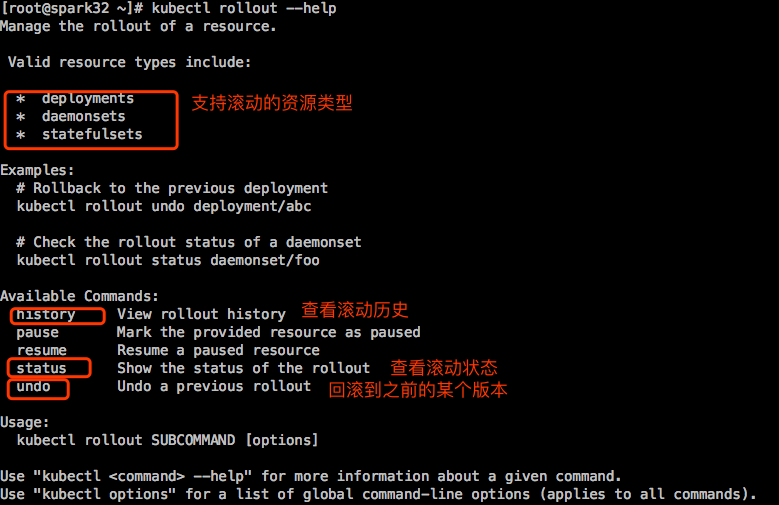 [root@spark32 ~]# kubectl rollout --help
Manage the rollout of a resource.
Valid resource types include:
* deployments 支持滚动的资源类型
* daemonsets
* statefulsets
Examples:
# Rollback to the previous deployment
kubectl rollout undo deployment/abc
# Check the rollout status of a daemonset
kubectl rollout status daemonset/foo
Available Commands:
history View rollout history 查看滚动历史
pause Mark the provided resource as paused
resume Resume a paused resource
status Show the status of the rollout 查看滚动状态
undo Undo a previous rollout 回滚到之前的某个版本
Usage:
kubectl rollout SUBCOMMAND [options]
Use "kubectl <command> --help" for more information about a given command.
Use "kubectl options" for a list of global command-line options (applies to all commands).